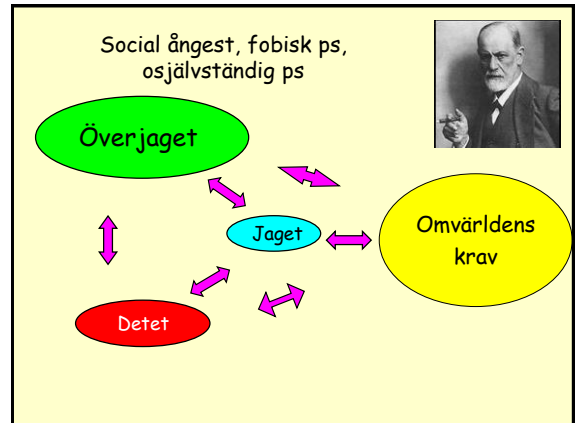 Social ångest, fobisk ps,
osjälvständig ps
Överjaget
Jaget
Omvärldens
krav
Detet